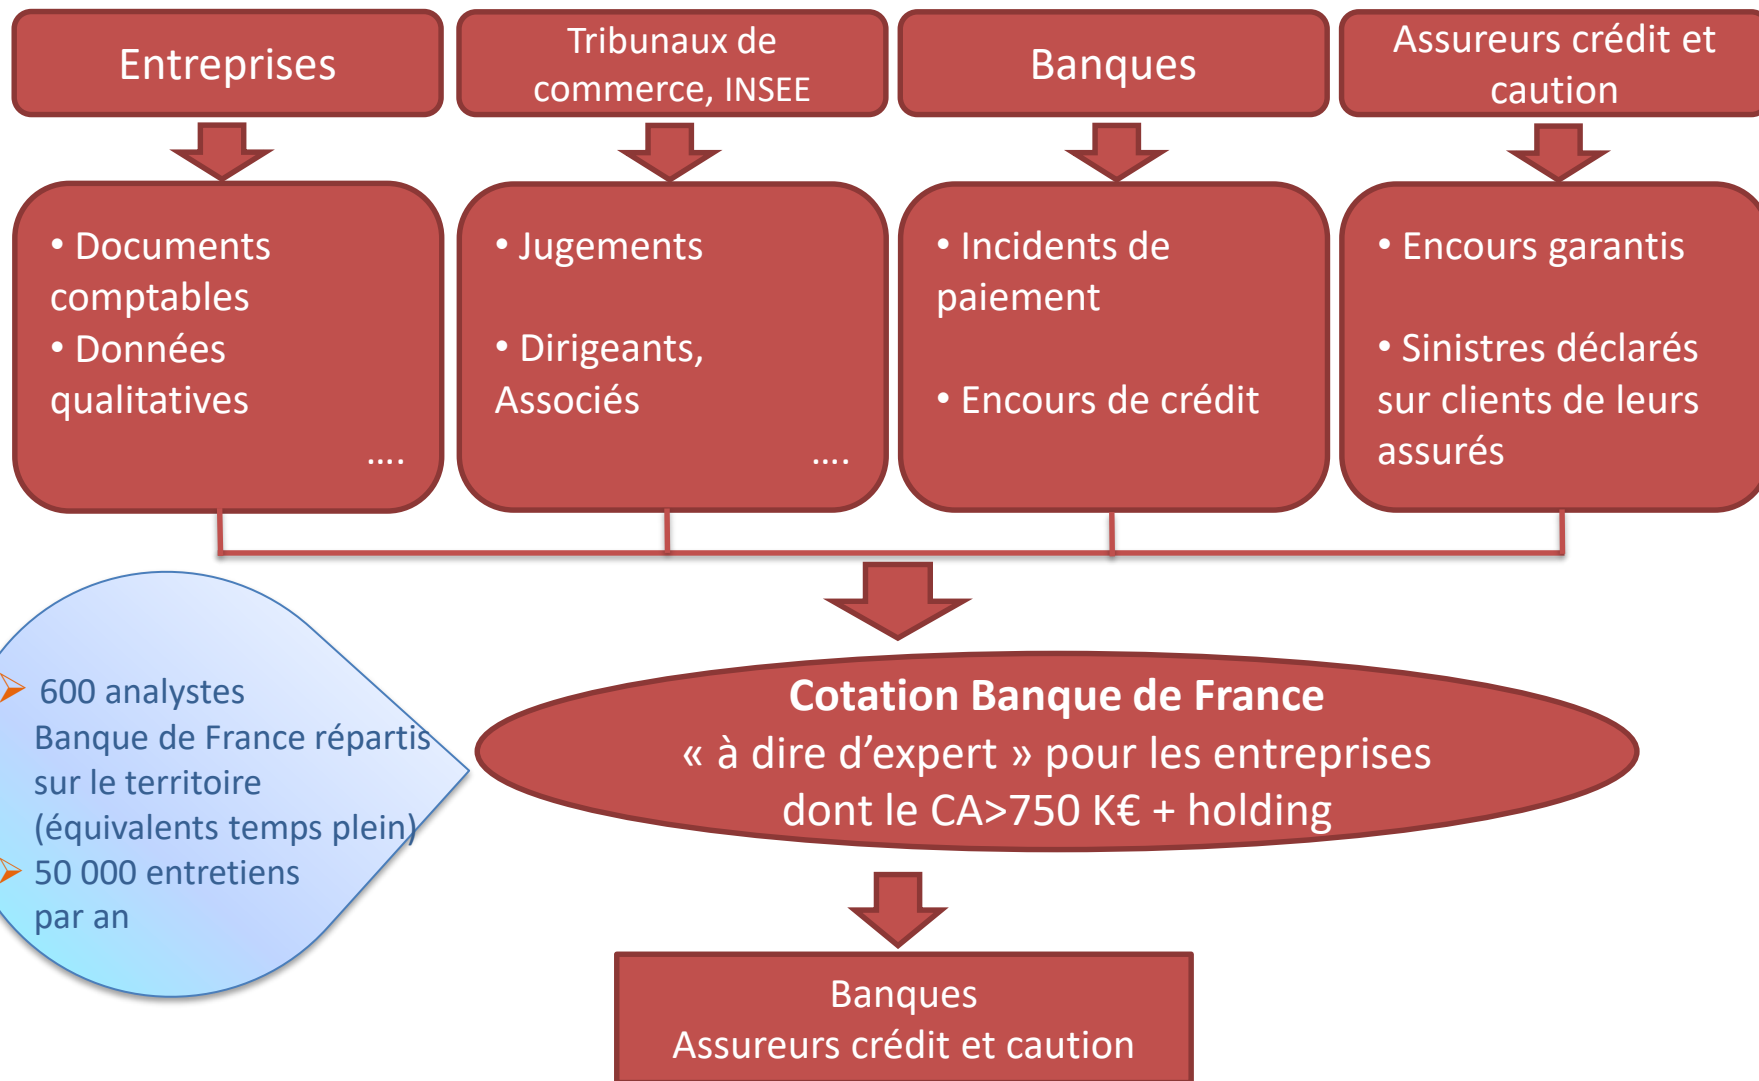 Entreprises
Tribunaux de
commerce, INSEE
Banques
Assureurs crédit et
caution
• Documents
comptables
• Données
qualitatives
....
• Jugements
• Dirigeants,
Associés
....
• Incidents de
paiement
• Encours de crédit
• Encours garantis
• Sinistres déclarés
sur clients de leurs
assurés
➢ 600 analystes
Banque de France répartis
sur le territoire
(équivalents temps plein)
➢ 50 000 entretiens
par an
Cotation Banque de France
« à dire d’expert » pour les entreprises
dont le CA>750 K€ + holding
Banques
Assureurs crédit et caution